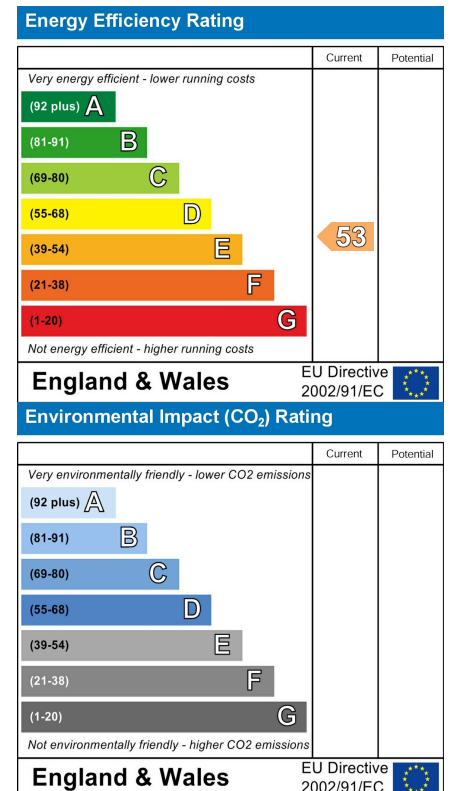 Energy Efficiency Rating
Current Potential
Very energy efficient - lower running costs
(92 plus) A
(81-91) B
(69-80) C
(55-68) D
(39-54) E
53
(21-38) F
(1-20) G
Not energy efficient - higher running costs
England & Wales
EU Directive
2002/91/EC
Environmental Impact (CO₂) Rating
Current Potential
Very environmentally friendly - lower CO2 emissions
(92 plus) A
(81-91) B
(69-80) C
(55-68) D
(39-54) E
(21-38) F
(1-20) G
Not environmentally friendly - higher CO2 emissions
England & Wales
EU Directive
2002/91/EC